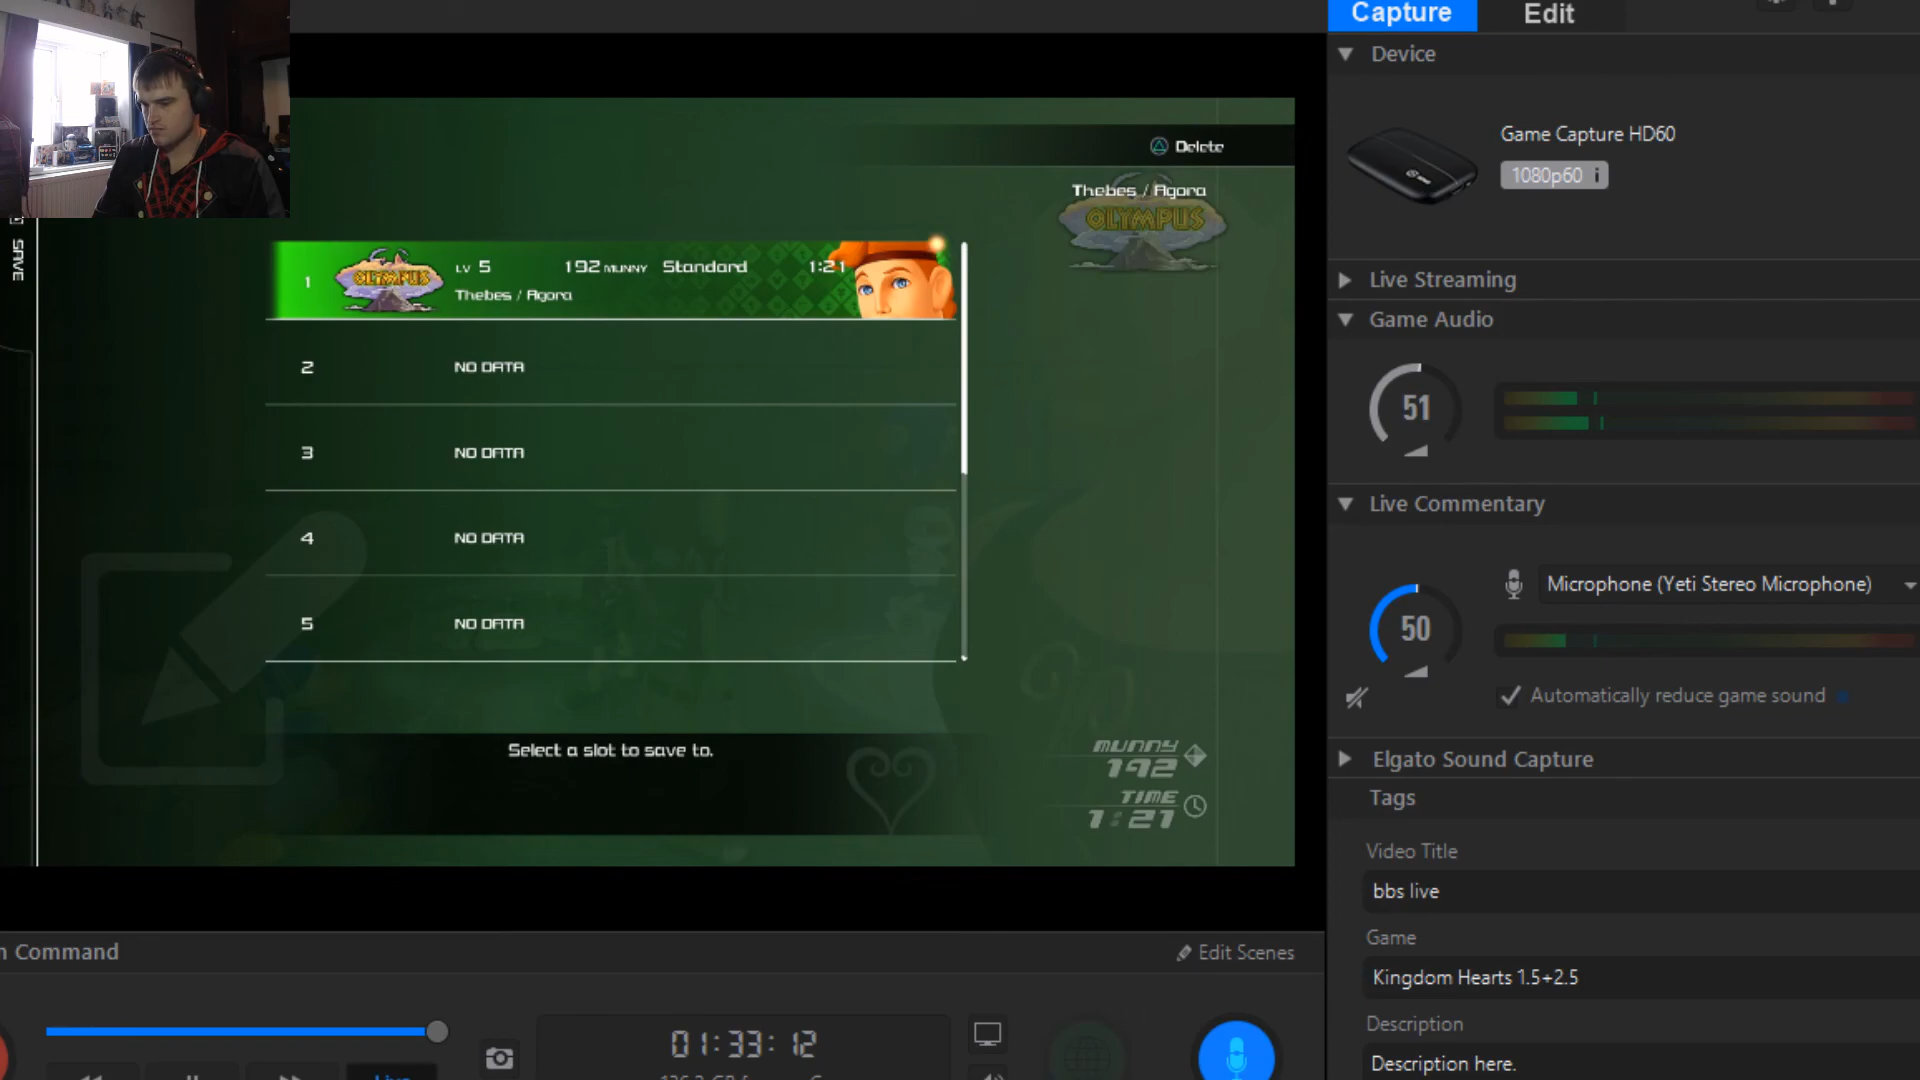 Capture
Edit
Device
Game Capture HD60
1080p60 i
Delete
Thebes / Agora
OLYMPUS
SAVE
1
OLYMPUS
LV 5
192 MUNNY
Standard
1:21
Thebes / Agora
2
NO DATA
3
NO DATA
4
NO DATA
5
NO DATA
Select a slot to save to.
MUNNY
192
TIME
1:21
Live Streaming
Game Audio
51
Live Commentary
Microphone (Yeti Stereo Microphone)
50
Automatically reduce game sound
Elgato Sound Capture
Tags
Video Title
bbs live
Game
Kingdom Hearts 1.5+2.5
Description
Description here.
Command
Edit Scenes
01:33:12
Live